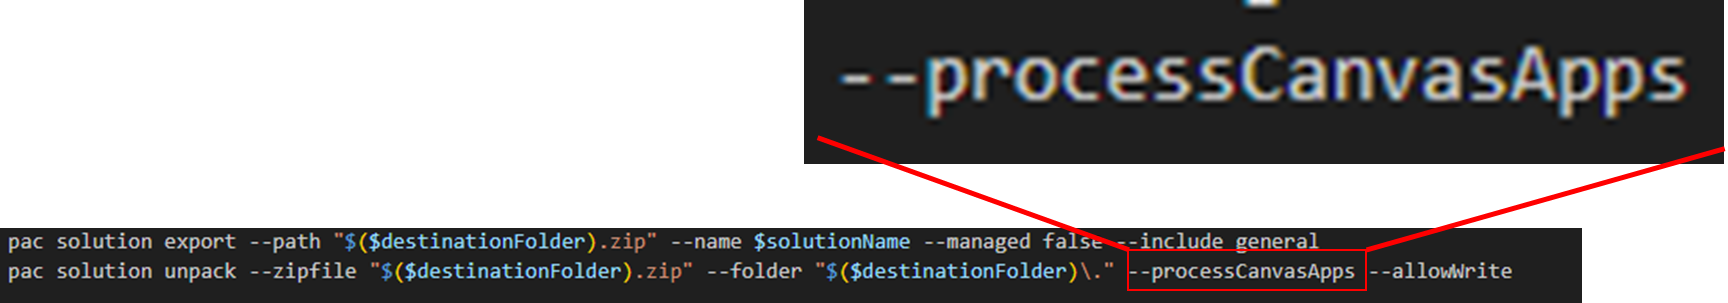 --processCanvasApps
pac solution export --path "$($destinationFolder).zip" --name $solutionName --managed false --include general
pac solution unpack --zipfile "$($destinationFolder).zip" --folder "$($destinationFolder)\." --processCanvasApps --allowWrite